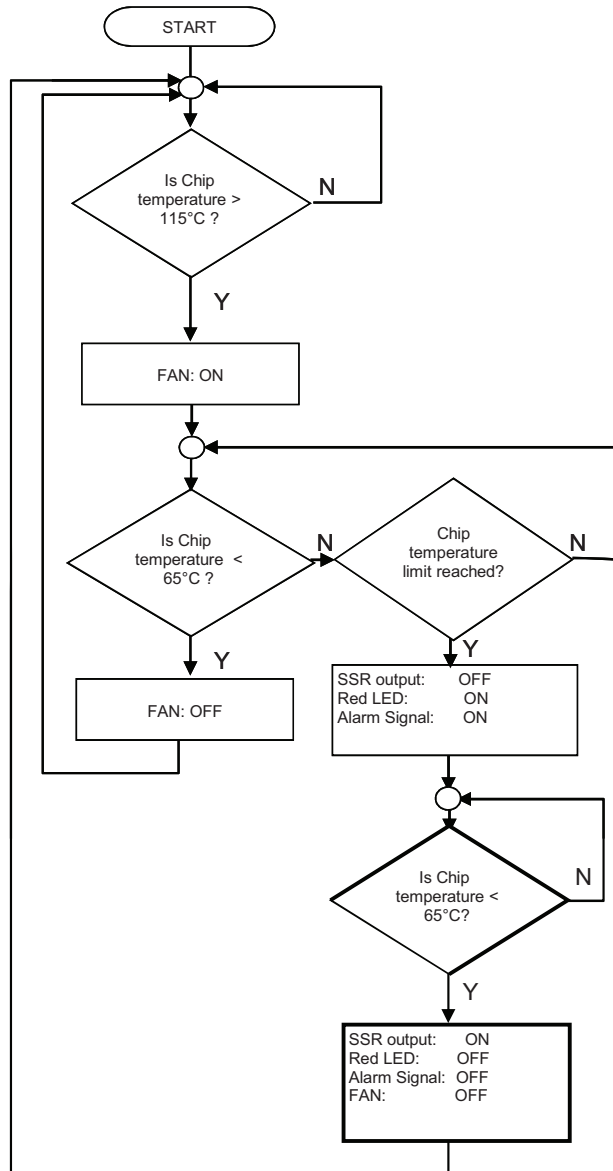 START
Is Chip
temperature >
115°C ?
N
Y
FAN: ON
Is Chip
temperature <
65°C ?
N
Chip
temperature
limit reached?
N
Y
Y
FAN: OFF
SSR output: OFF
Red LED: ON
Alarm Signal: ON
Is Chip
temperature <
65°C?
N
Y
SSR output: ON
Red LED: OFF
Alarm Signal: OFF
FAN: OFF